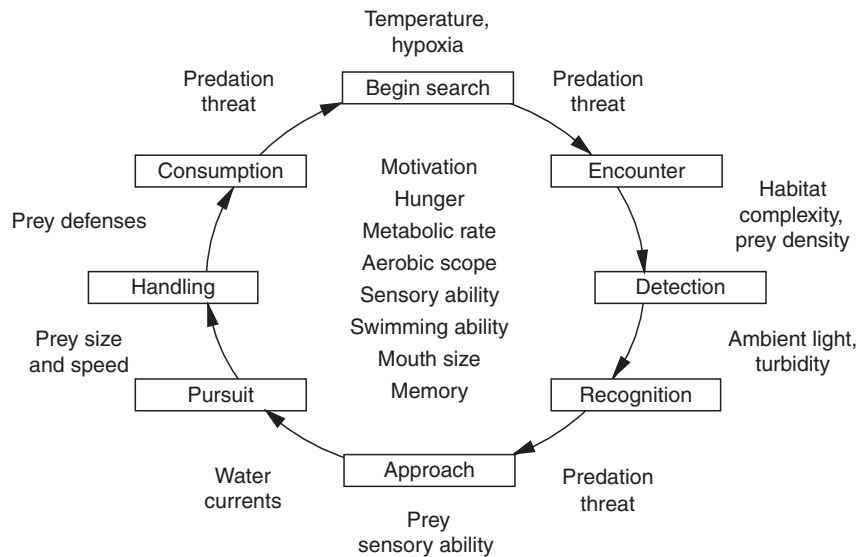 Temperature,
hypoxia
Predation
threat
Begin search
Predation
threat
Consumption
Motivation
Encounter
Hunger
Habitat
complexity,
prey density
Prey defenses
Metabolic rate
Aerobic scope
Handling
Sensory ability
Detection
Swimming ability
Prey size
and speed
Mouth size
Ambient light,
turbidity
Pursuit
Memory
Recognition
Approach
Water
currents
Predation
threat
Prey
sensory ability